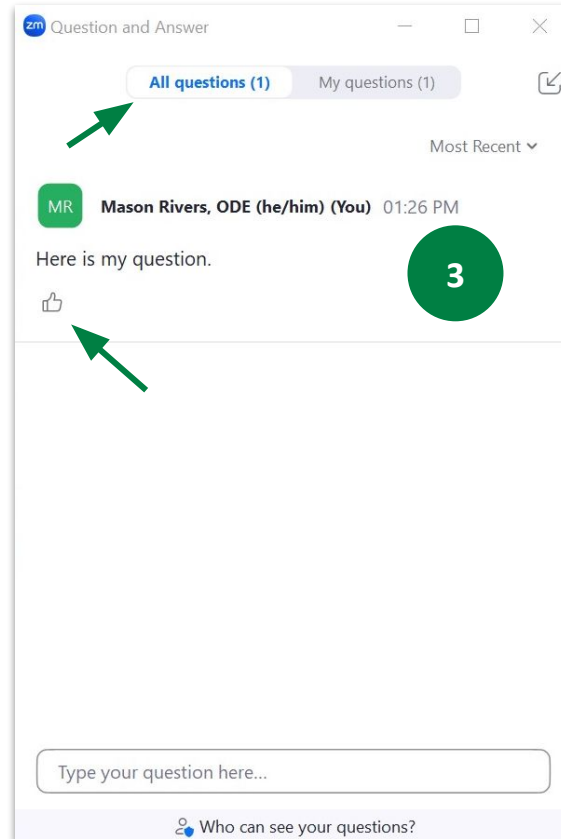 zm Question and Answer
All questions (1) My questions (1)
Most Recent
MR Mason Rivers, ODE (he/him) (You) 01:26 PM
Here is my question.
3
Type your question here...
Who can see your questions?